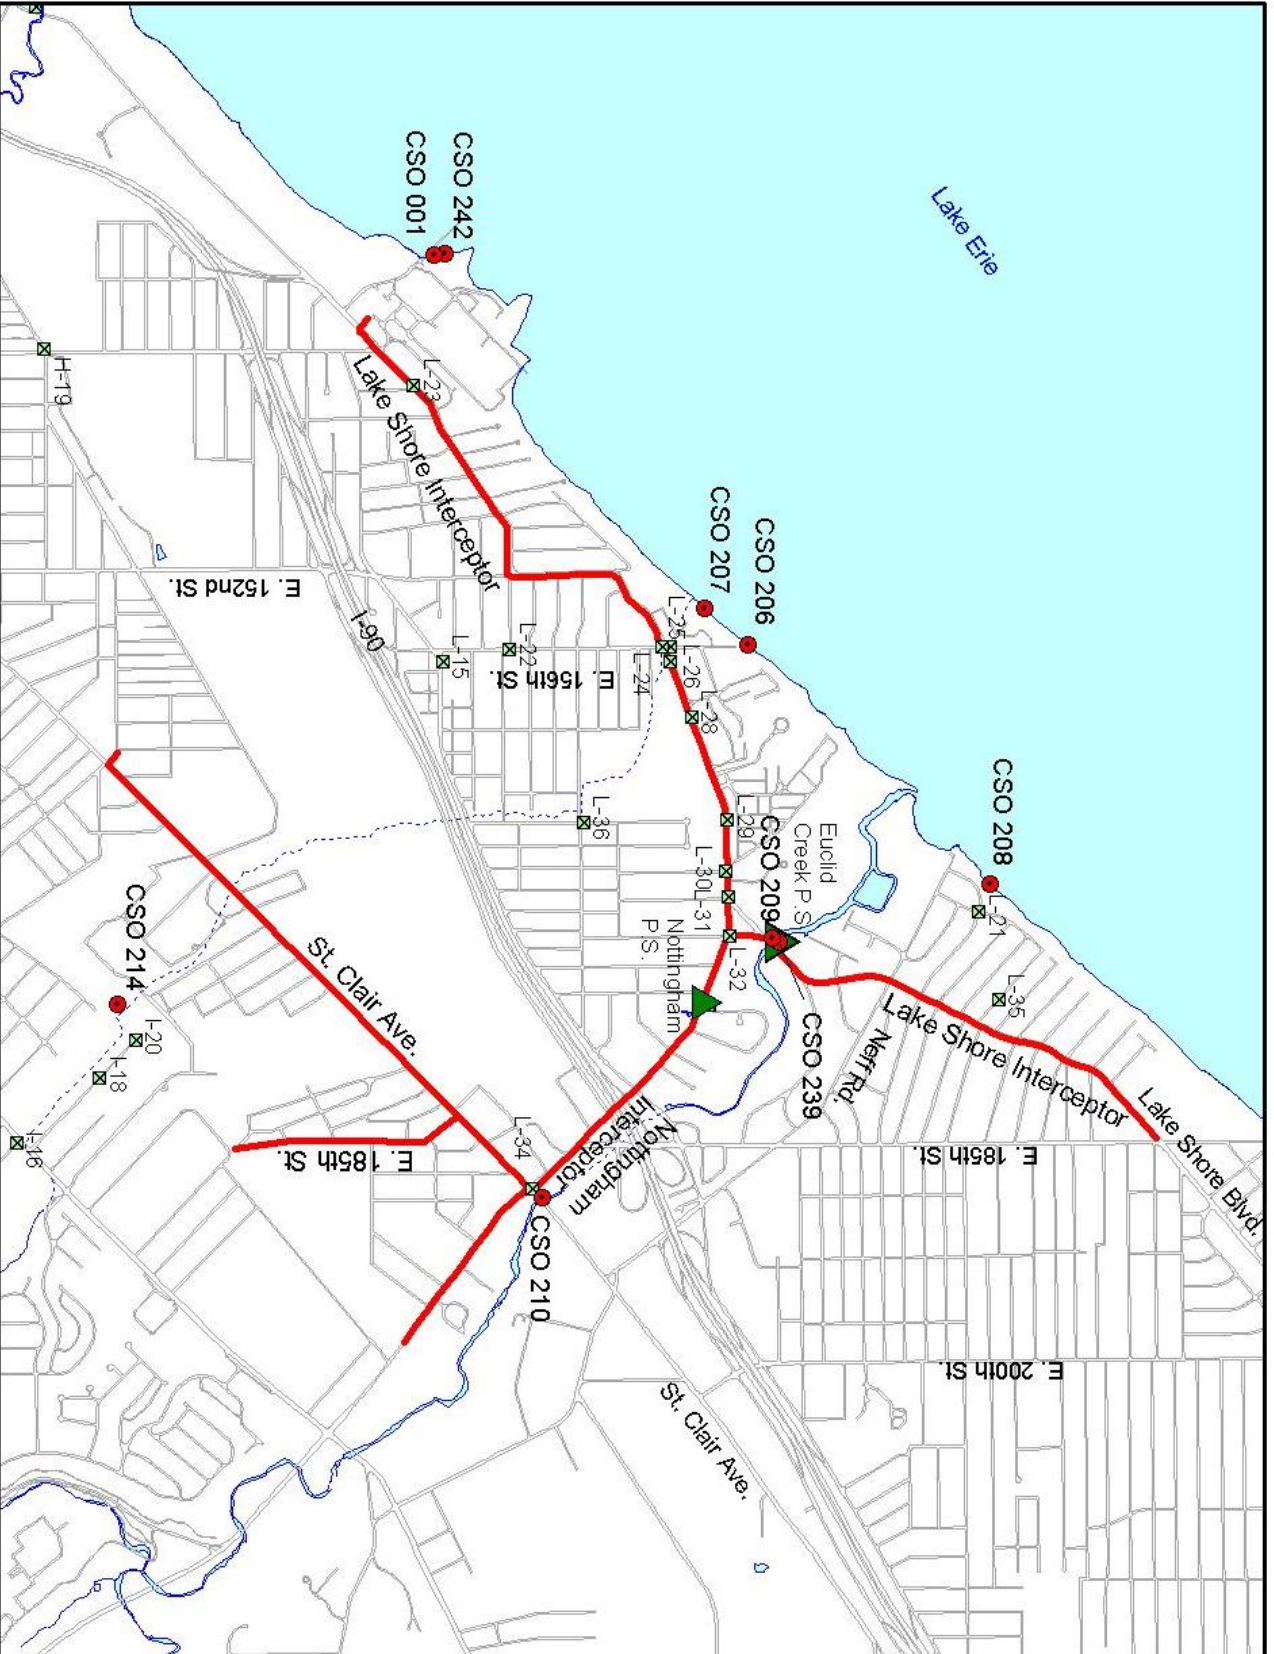 Lake Erie
CSO 242
CSO 001
L-23
Lake Shore Interceptor
H-19
CSO 206
CSO 207
E. 152nd St.
I-90
L-25
L-26
L-24
L-22
L-15
E. 156th St.
L-28
CSO 208
L-29
L-36
CSO 209
Euclid
Creek P.S.
L-30
L-31
L-32
Nottingham
P.S.
L-21
L-35
Lake Shore Interceptor
Neff Rd.
CSO 239
CSO 214
St. Clair Ave.
I-20
I-18
I-16
Lake Shore Blvd.
E. 185th St.
E. 185th St.
L-34
Nottingham
Interceptor
CSO 210
E. 200th St.
St. Clair Ave.